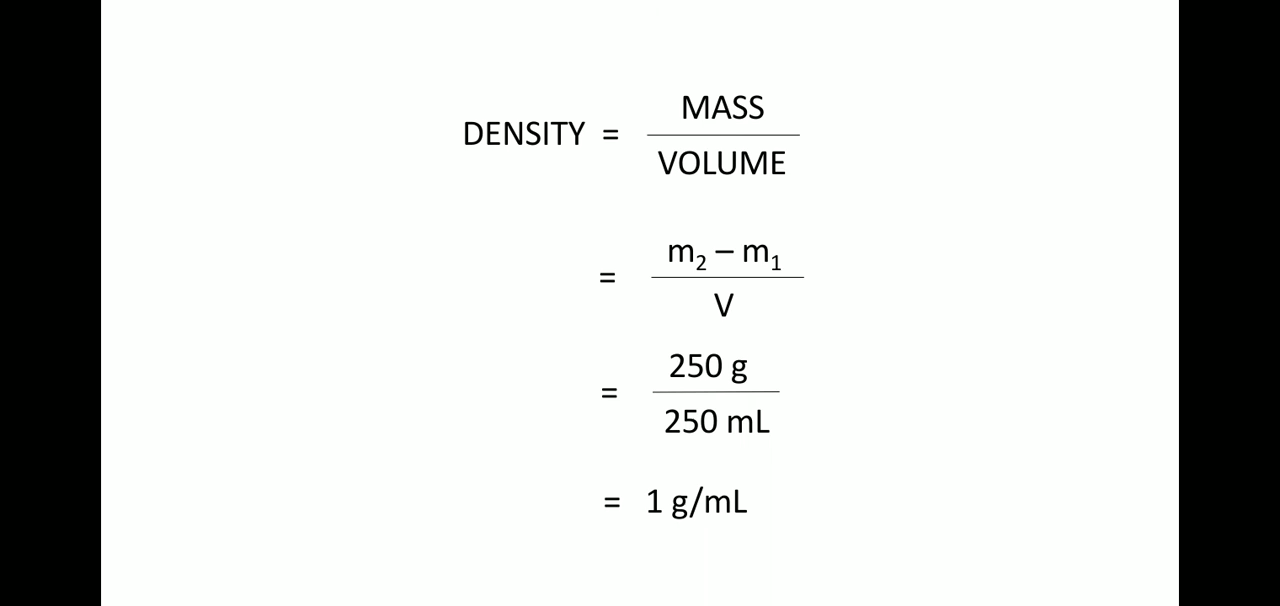 DENSITY = MASS
VOLUME
= m₂ – m₁
V
= 250 g
250 mL
= 1 g/mL